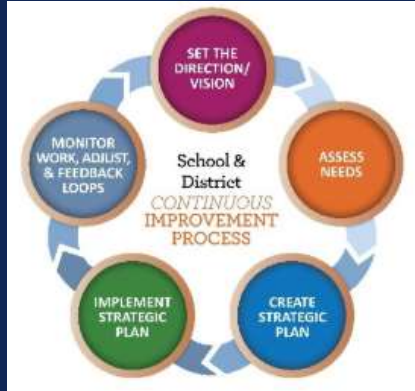 SET THE
DIRECTION/
VISION
ASSESS
NEEDS
CREATE
STRATEGIC
PLAN
IMPLEMENT
STRATEGIC
PLAN
MONITOR
WORK, ADJUST,
& FEEDBACK
LOOPS
School &
District
CONTINUOUS
IMPROVEMENT
PROCESS